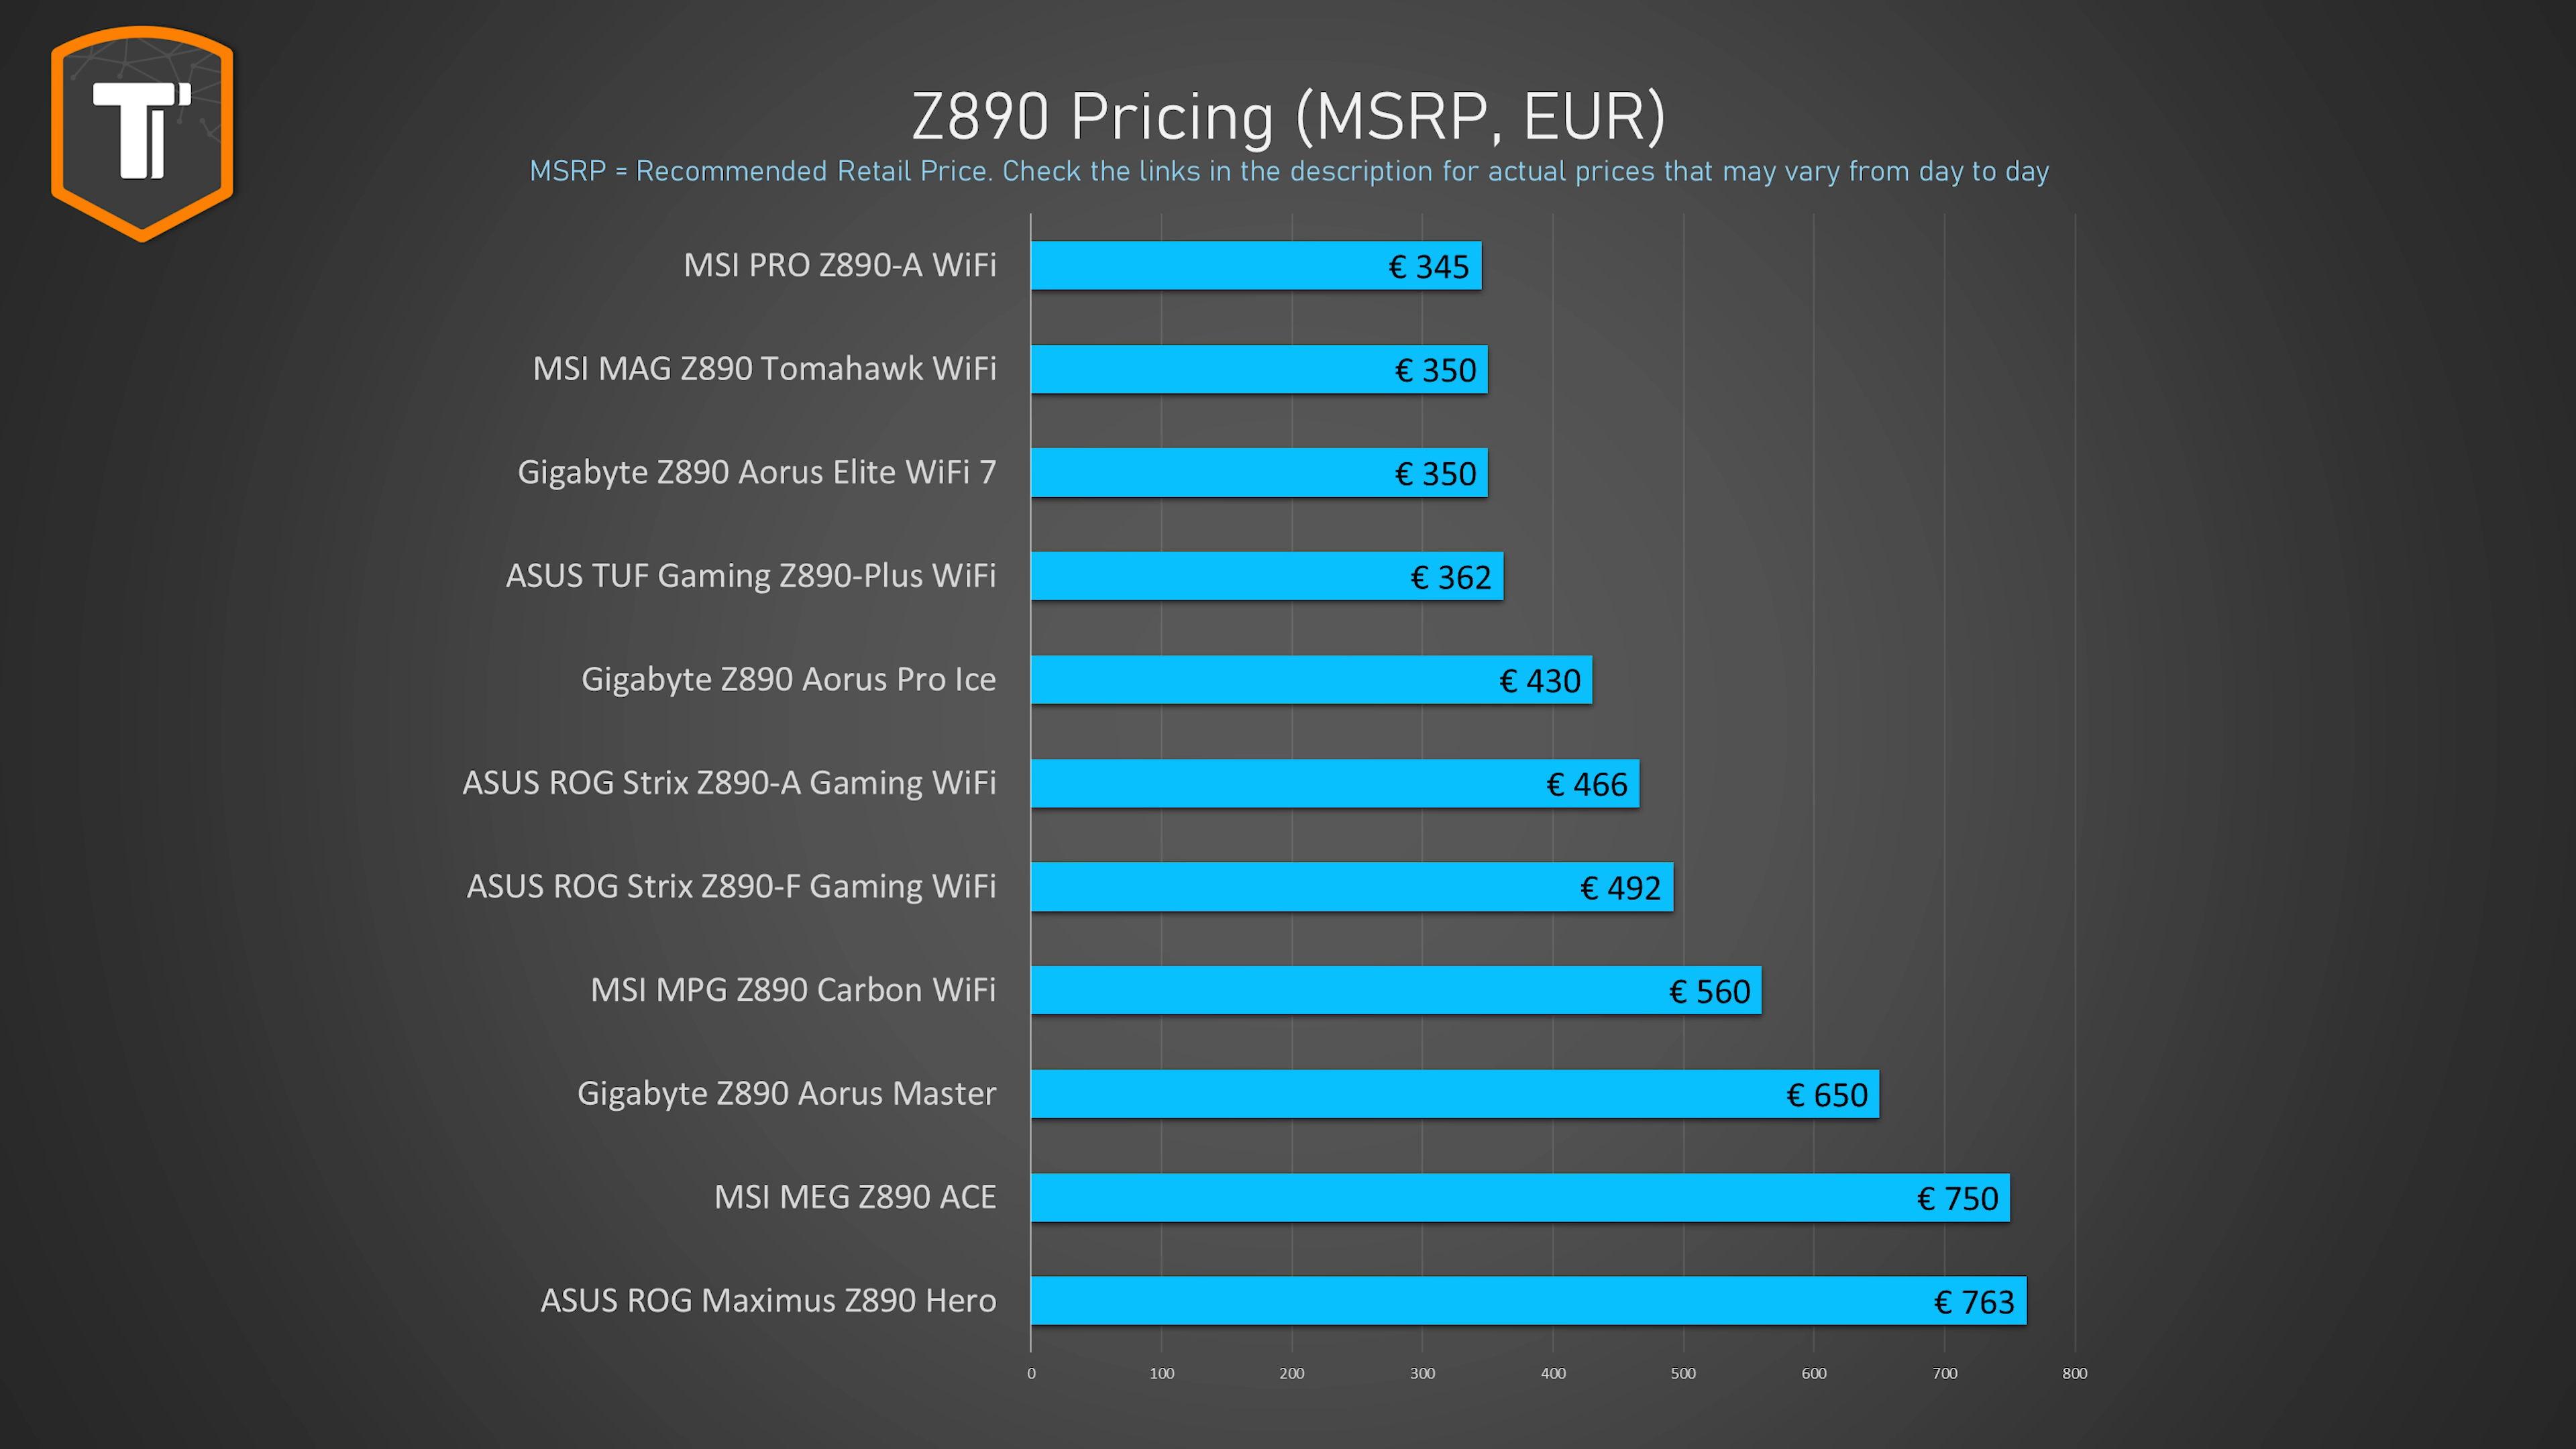 Z890 Pricing (MSRP, EUR)
MSRP = Recommended Retail Price. Check the links in the description for actual prices that may vary from day to day
MSI PRO Z890-A WiFi € 345
MSI MAG Z890 Tomahawk WiFi € 350
Gigabyte Z890 Aorus Elite WiFi 7 € 350
ASUS TUF Gaming Z890-Plus WiFi € 362
Gigabyte Z890 Aorus Pro Ice € 430
ASUS ROG Strix Z890-A Gaming WiFi € 466
ASUS ROG Strix Z890-F Gaming WiFi € 492
MSI MPG Z890 Carbon WiFi € 560
Gigabyte Z890 Aorus Master € 650
MSI MEG Z890 ACE € 750
ASUS ROG Maximus Z890 Hero € 763
0 100 200 300 400 500 600 700 800